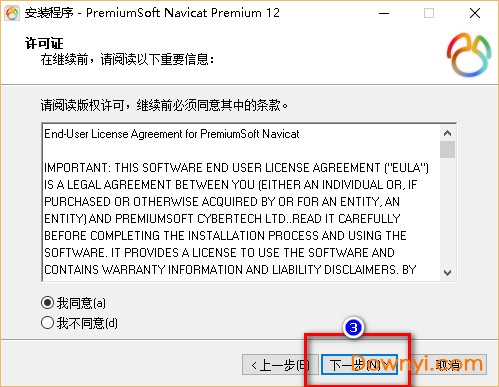 安装程序 - PremiumSoft Navicat Premium 12
许可证
在继续前，请阅读以下重要信息：
请阅读版权许可，继续前必须同意其中的条款。
End-User License Agreement for PremiumSoft Navicat
IMPORTANT: THIS SOFTWARE END USER LICENSE AGREEMENT ("EULA")
IS A LEGAL AGREEMENT BETWEEN YOU (EITHER AN INDIVIDUAL OR, IF
PURCHASED OR OTHERWISE ACQUIRED BY OR FOR AN ENTITY, AN
ENTITY) AND PREMIUMSOFT CYBERTECH LTD..READ IT CAREFULLY
BEFORE COMPLETING THE INSTALLATION PROCESS AND USING THE
SOFTWARE. IT PROVIDES A LICENSE TO USE THE SOFTWARE AND
CONTAINS WARRANTY INFORMATION AND LIABILITY DISCLAIMERS. BY
我同意(a)
我不同意(d)
3
<上一步(B) 下一步(N)> 取消
Downyi.com